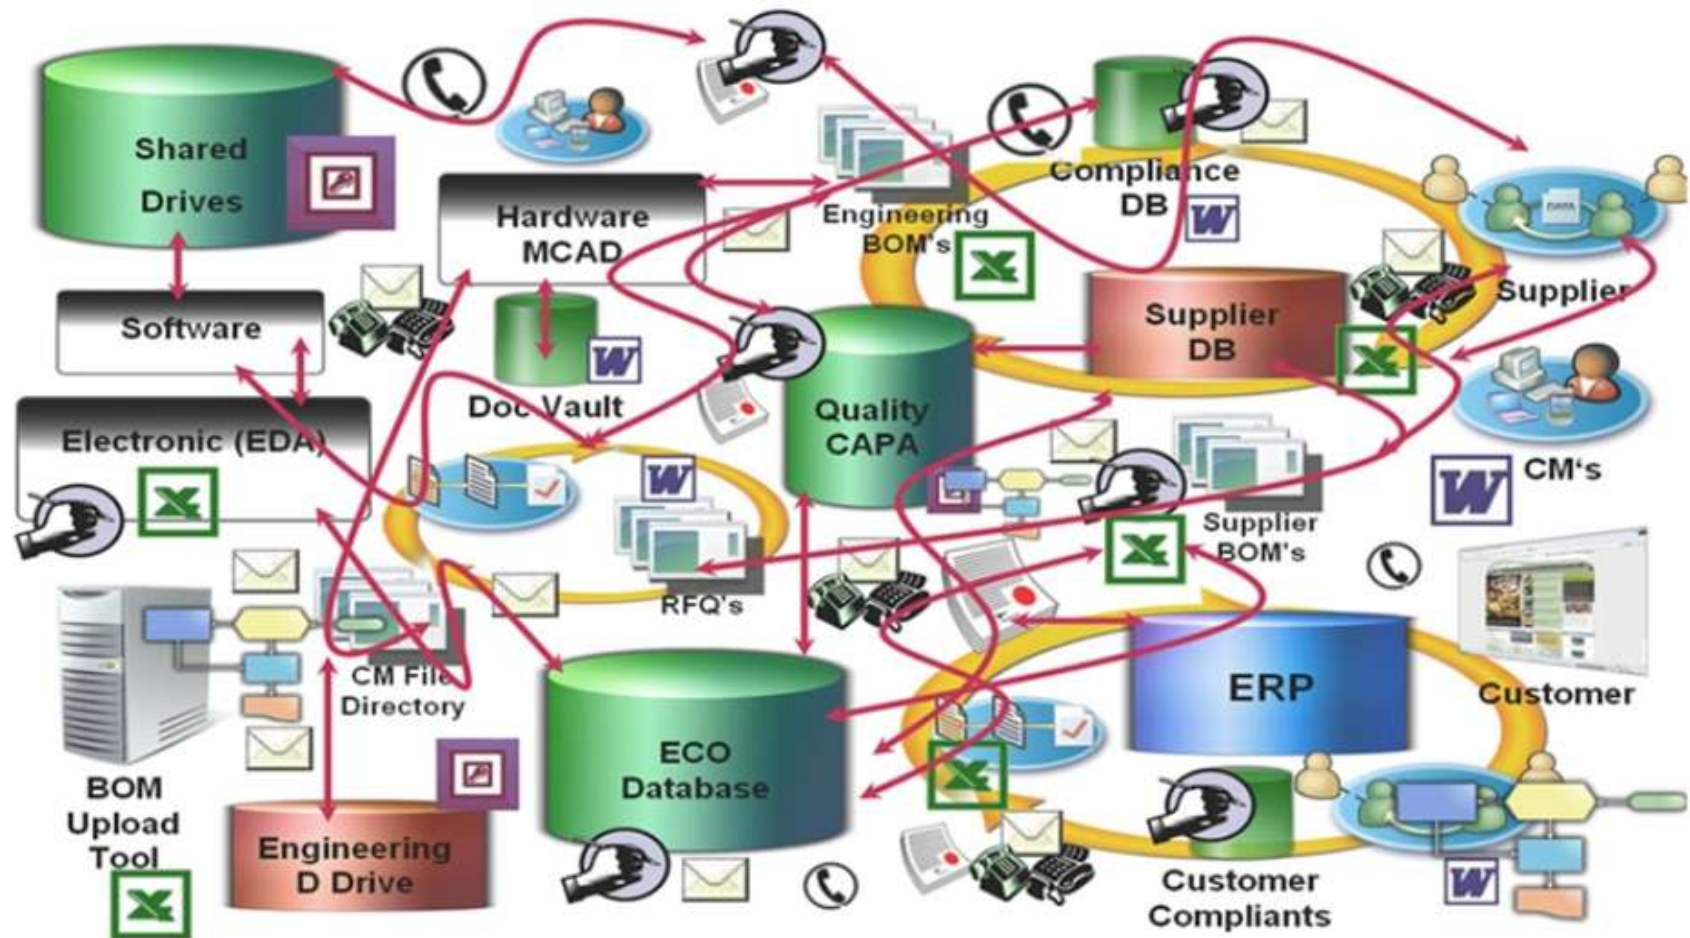 Shared
Drives
Hardware
MCAD
Engineering
BOM's
Compliance
DB
DATA
W
X
Supplier
Supplier
DB
X
Software
W
Doc Vault
Quality
CAPA
Electronic (EDA)
X
W
CM's
W
Supplier
BOM's
X
RFQ's
CM File
Directory
ERP
Customer
ECO
Database
X
BOM
Upload
Tool
X
Engineering
D Drive
Customer
Compliants
W